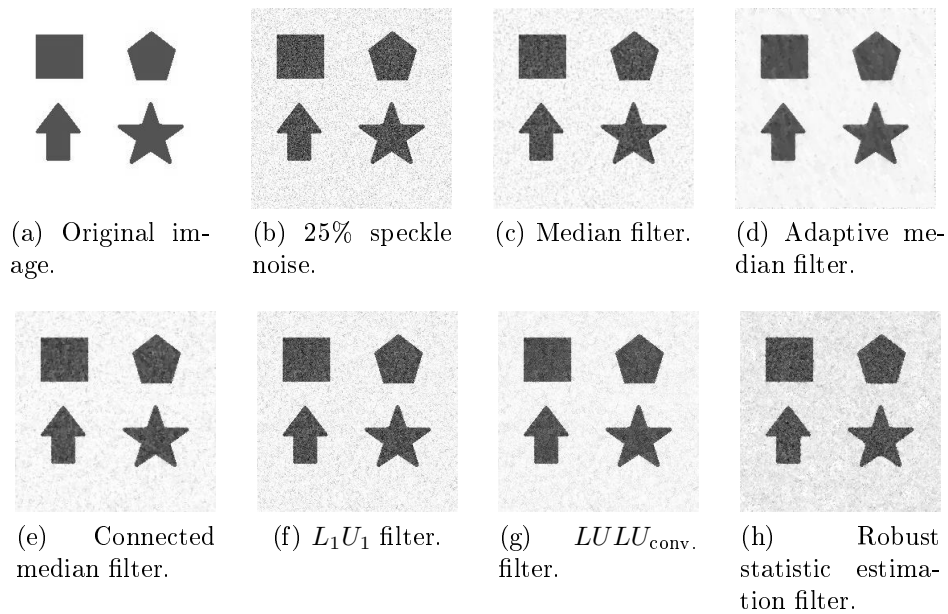 (a) Original im-
age.
(b) 25% speckle
noise.
(c) Median filter.
(d) Adaptive me-
dian filter.
(e) Connected
median filter.
(f) L₁U₁ filter.
(g) LULU_conv.
filter.
(h) Robust
statistic estima-
tion filter.